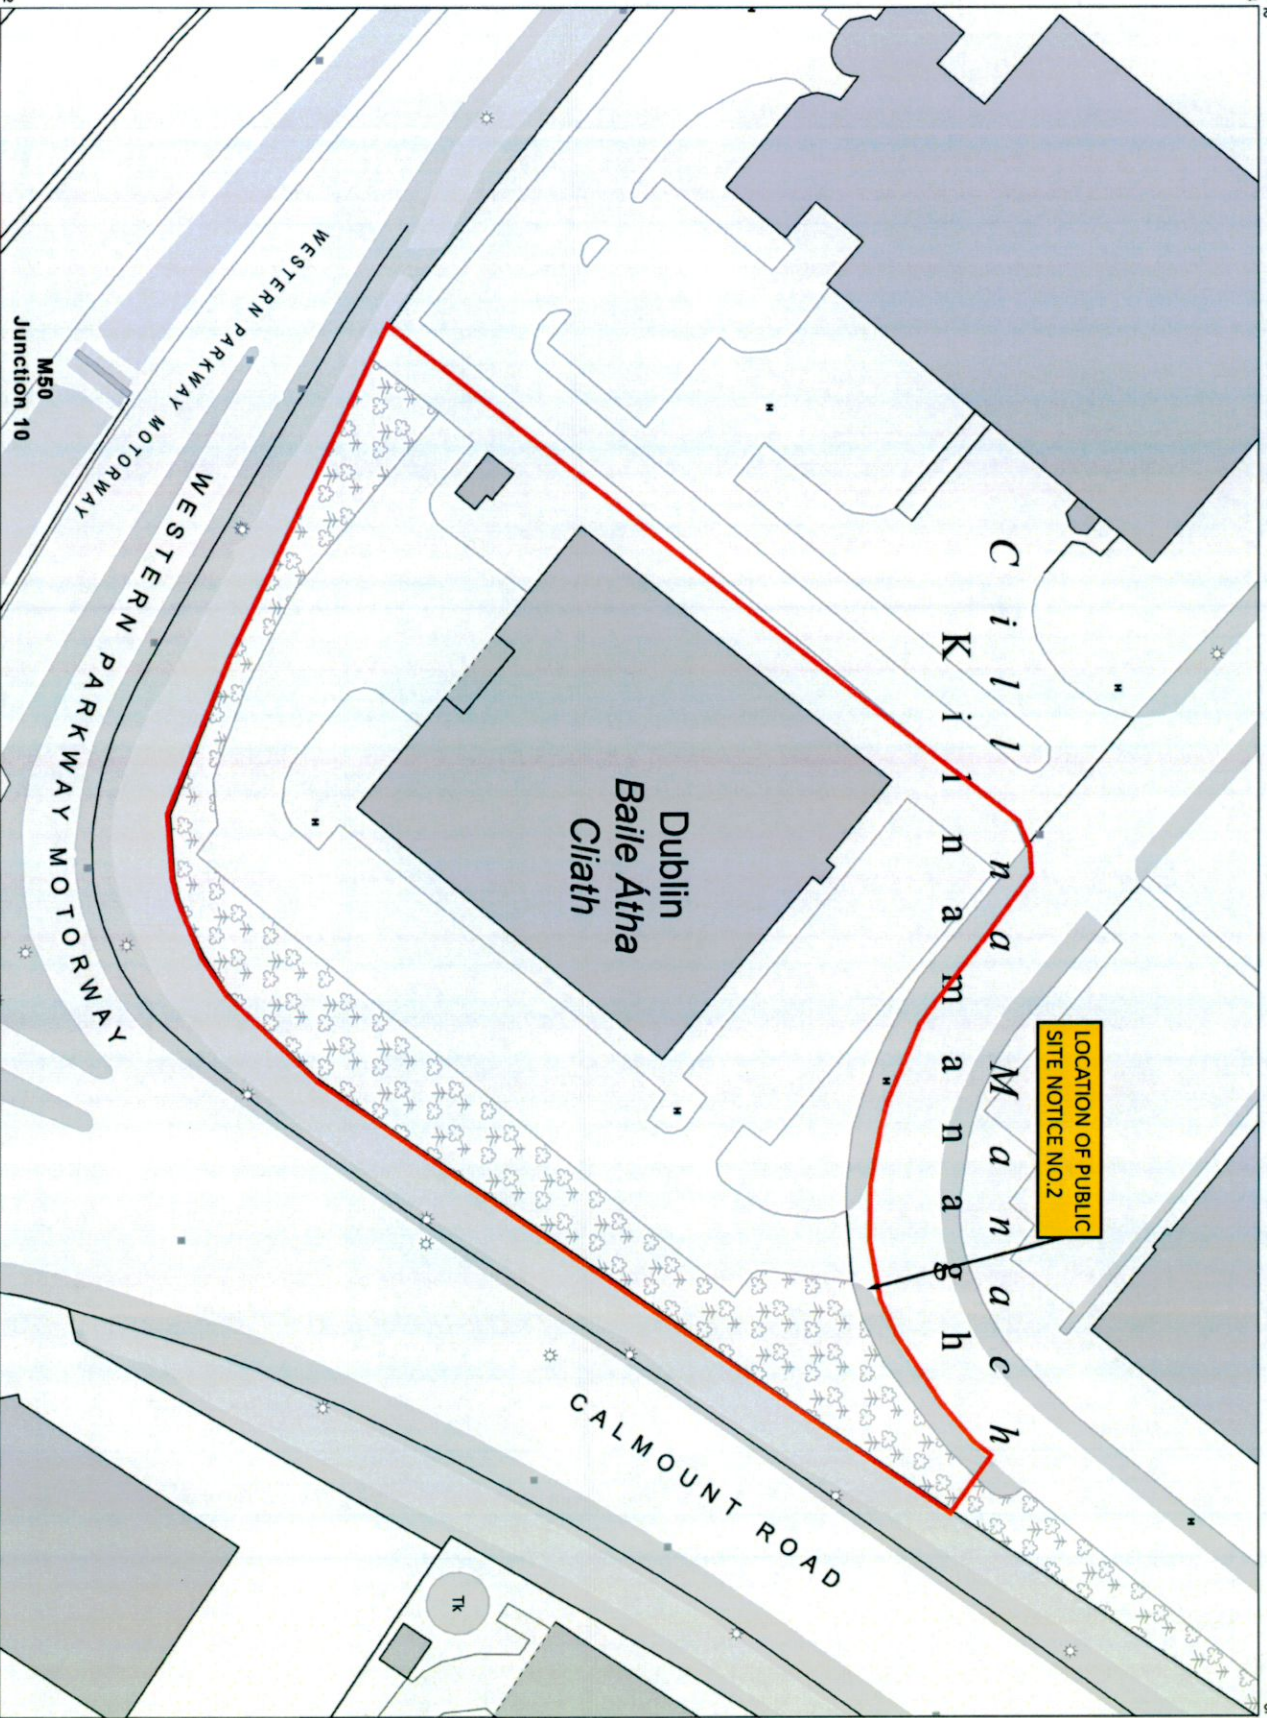 Cill na Manach
Kilnamanagh
LOCATION OF PUBLIC
SITE NOTICE NO.2
Dublin
Baile Átha
Cliath
WESTERN PARKWAY MOTORWAY
WESTERN PARKWAY MOTORWAY
M50
Junction 10
CALMOUNT ROAD
Tk